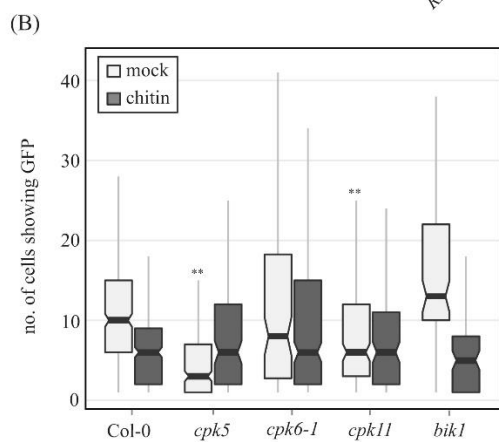 (B)
mock
chitin
40
30
20
10
0
no. of cells showing GFP
**
**
Col-0 cpk5 cpk6-1 cpk11 bik1